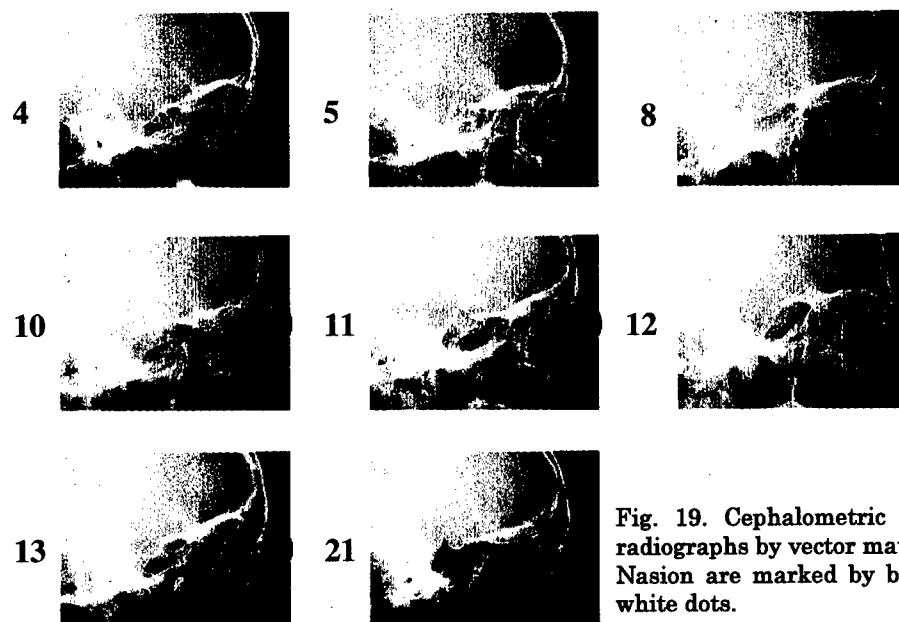 4
5
8
10
11
12
13
21
Fig. 19. Cephalometric
radiographs by vector
Nasion are marked by
white dots.